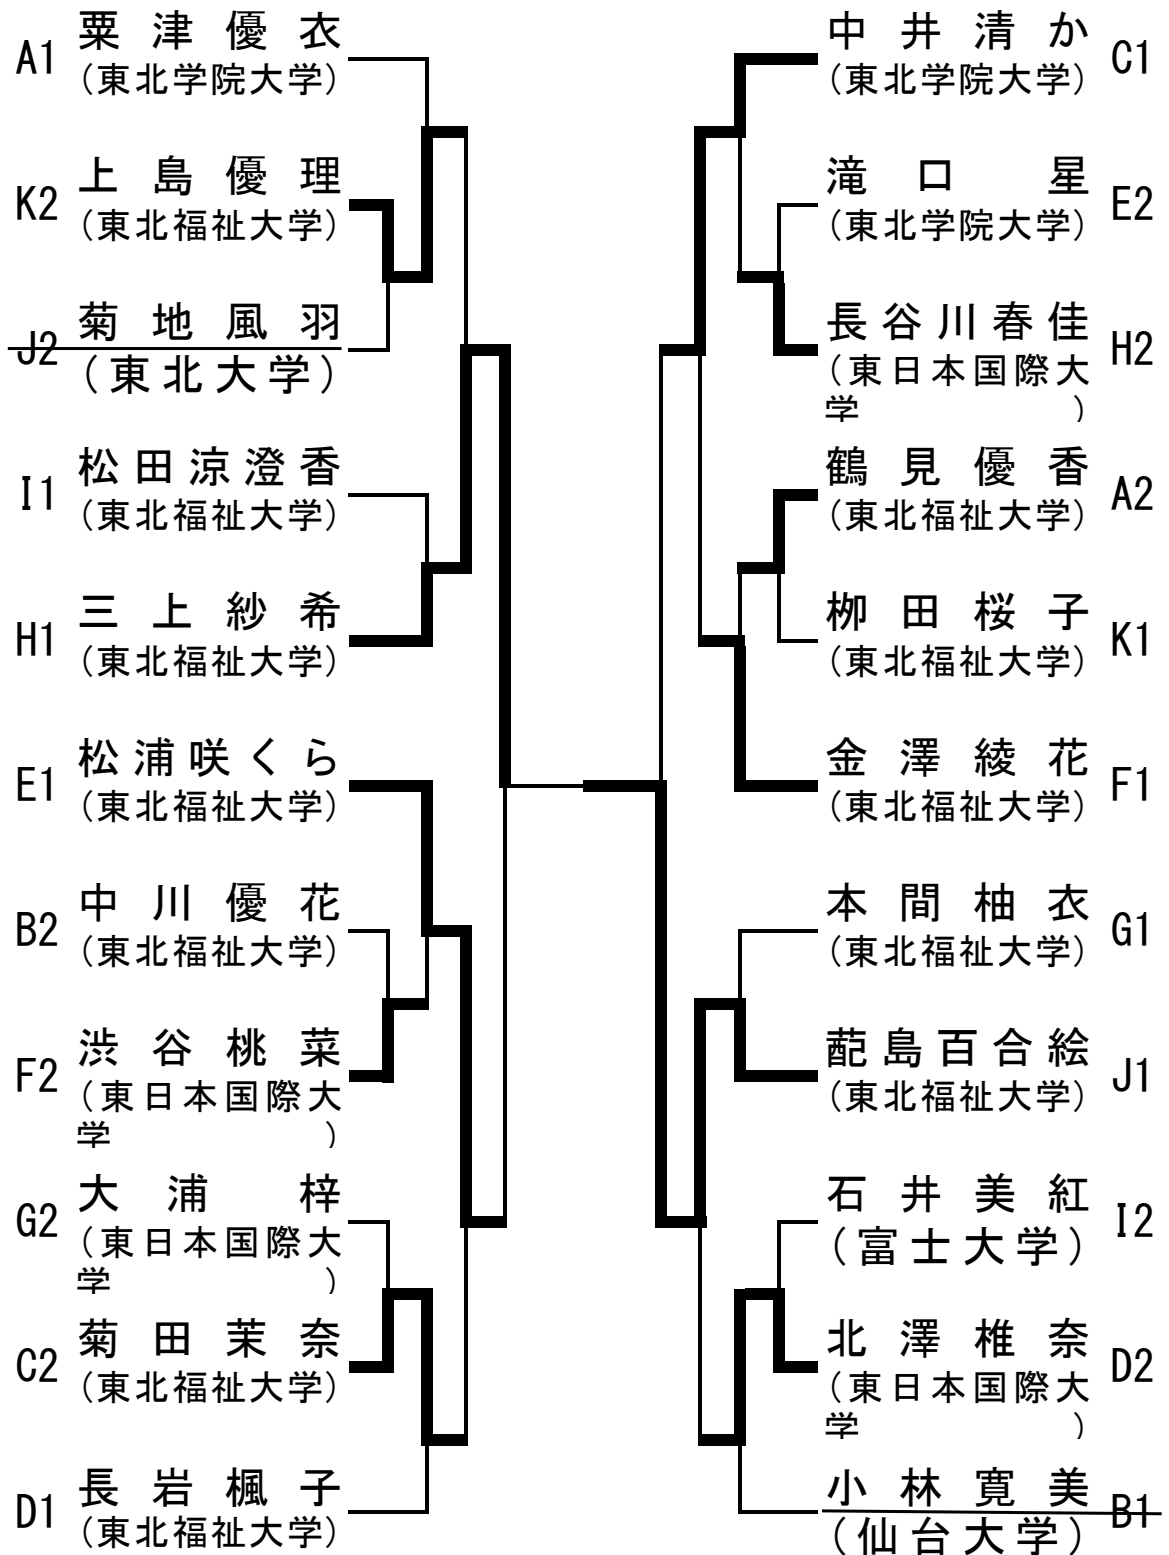 A1 粟津優衣
(東北学院大学)
K2 上島優理
(東北福祉大学)
J2 菊地風羽
(東北大学)
I1 松田涼澄香
(東北福祉大学)
H1 三上紗希
(東北福祉大学)
E1 松浦咲くら
(東北福祉大学)
B2 中川優花
(東北福祉大学)
F2 渋谷桃菜
(東日本国際大
学)
G2 大浦梓
(東日本国際大
学)
C2 菊田茉奈
(東北福祉大学)
D1 長岩楓子
(東北福祉大学)
中井清か C1
(東北学院大学)
滝口星 E2
(東北学院大学)
長谷川春佳 H2
(東日本国際大
学)
鶴見優香 A2
(東北福祉大学)
栁田桜子 K1
(東北福祉大学)
金澤綾花 F1
(東北福祉大学)
本間柚衣 G1
(東北福祉大学)
蓜島百合絵 J1
(東北福祉大学)
石井美紅 I2
(富士大学)
北澤椎奈 D2
(東日本国際大
学)
小林寛美 B1
(仙台大学)